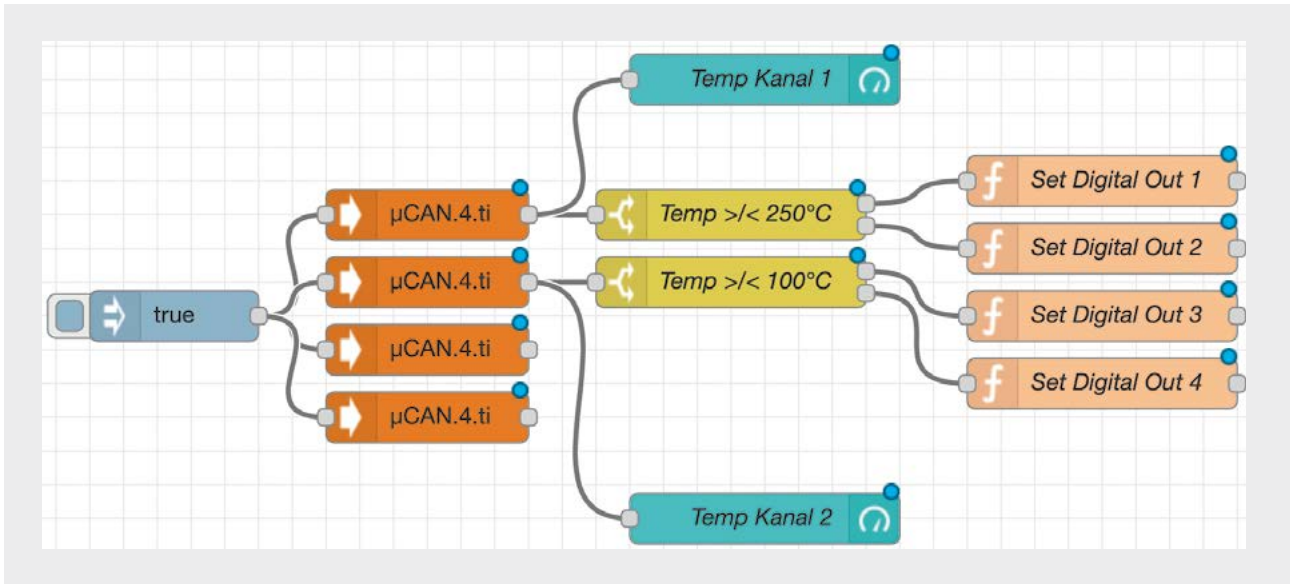 Temp Kanal 1
Set Digital Out 1
µCAN.4.ti
Temp >/< 250°C
Set Digital Out 2
µCAN.4.ti
Temp >/< 100°C
true
Set Digital Out 3
µCAN.4.ti
Set Digital Out 4
µCAN.4.ti
Temp Kanal 2